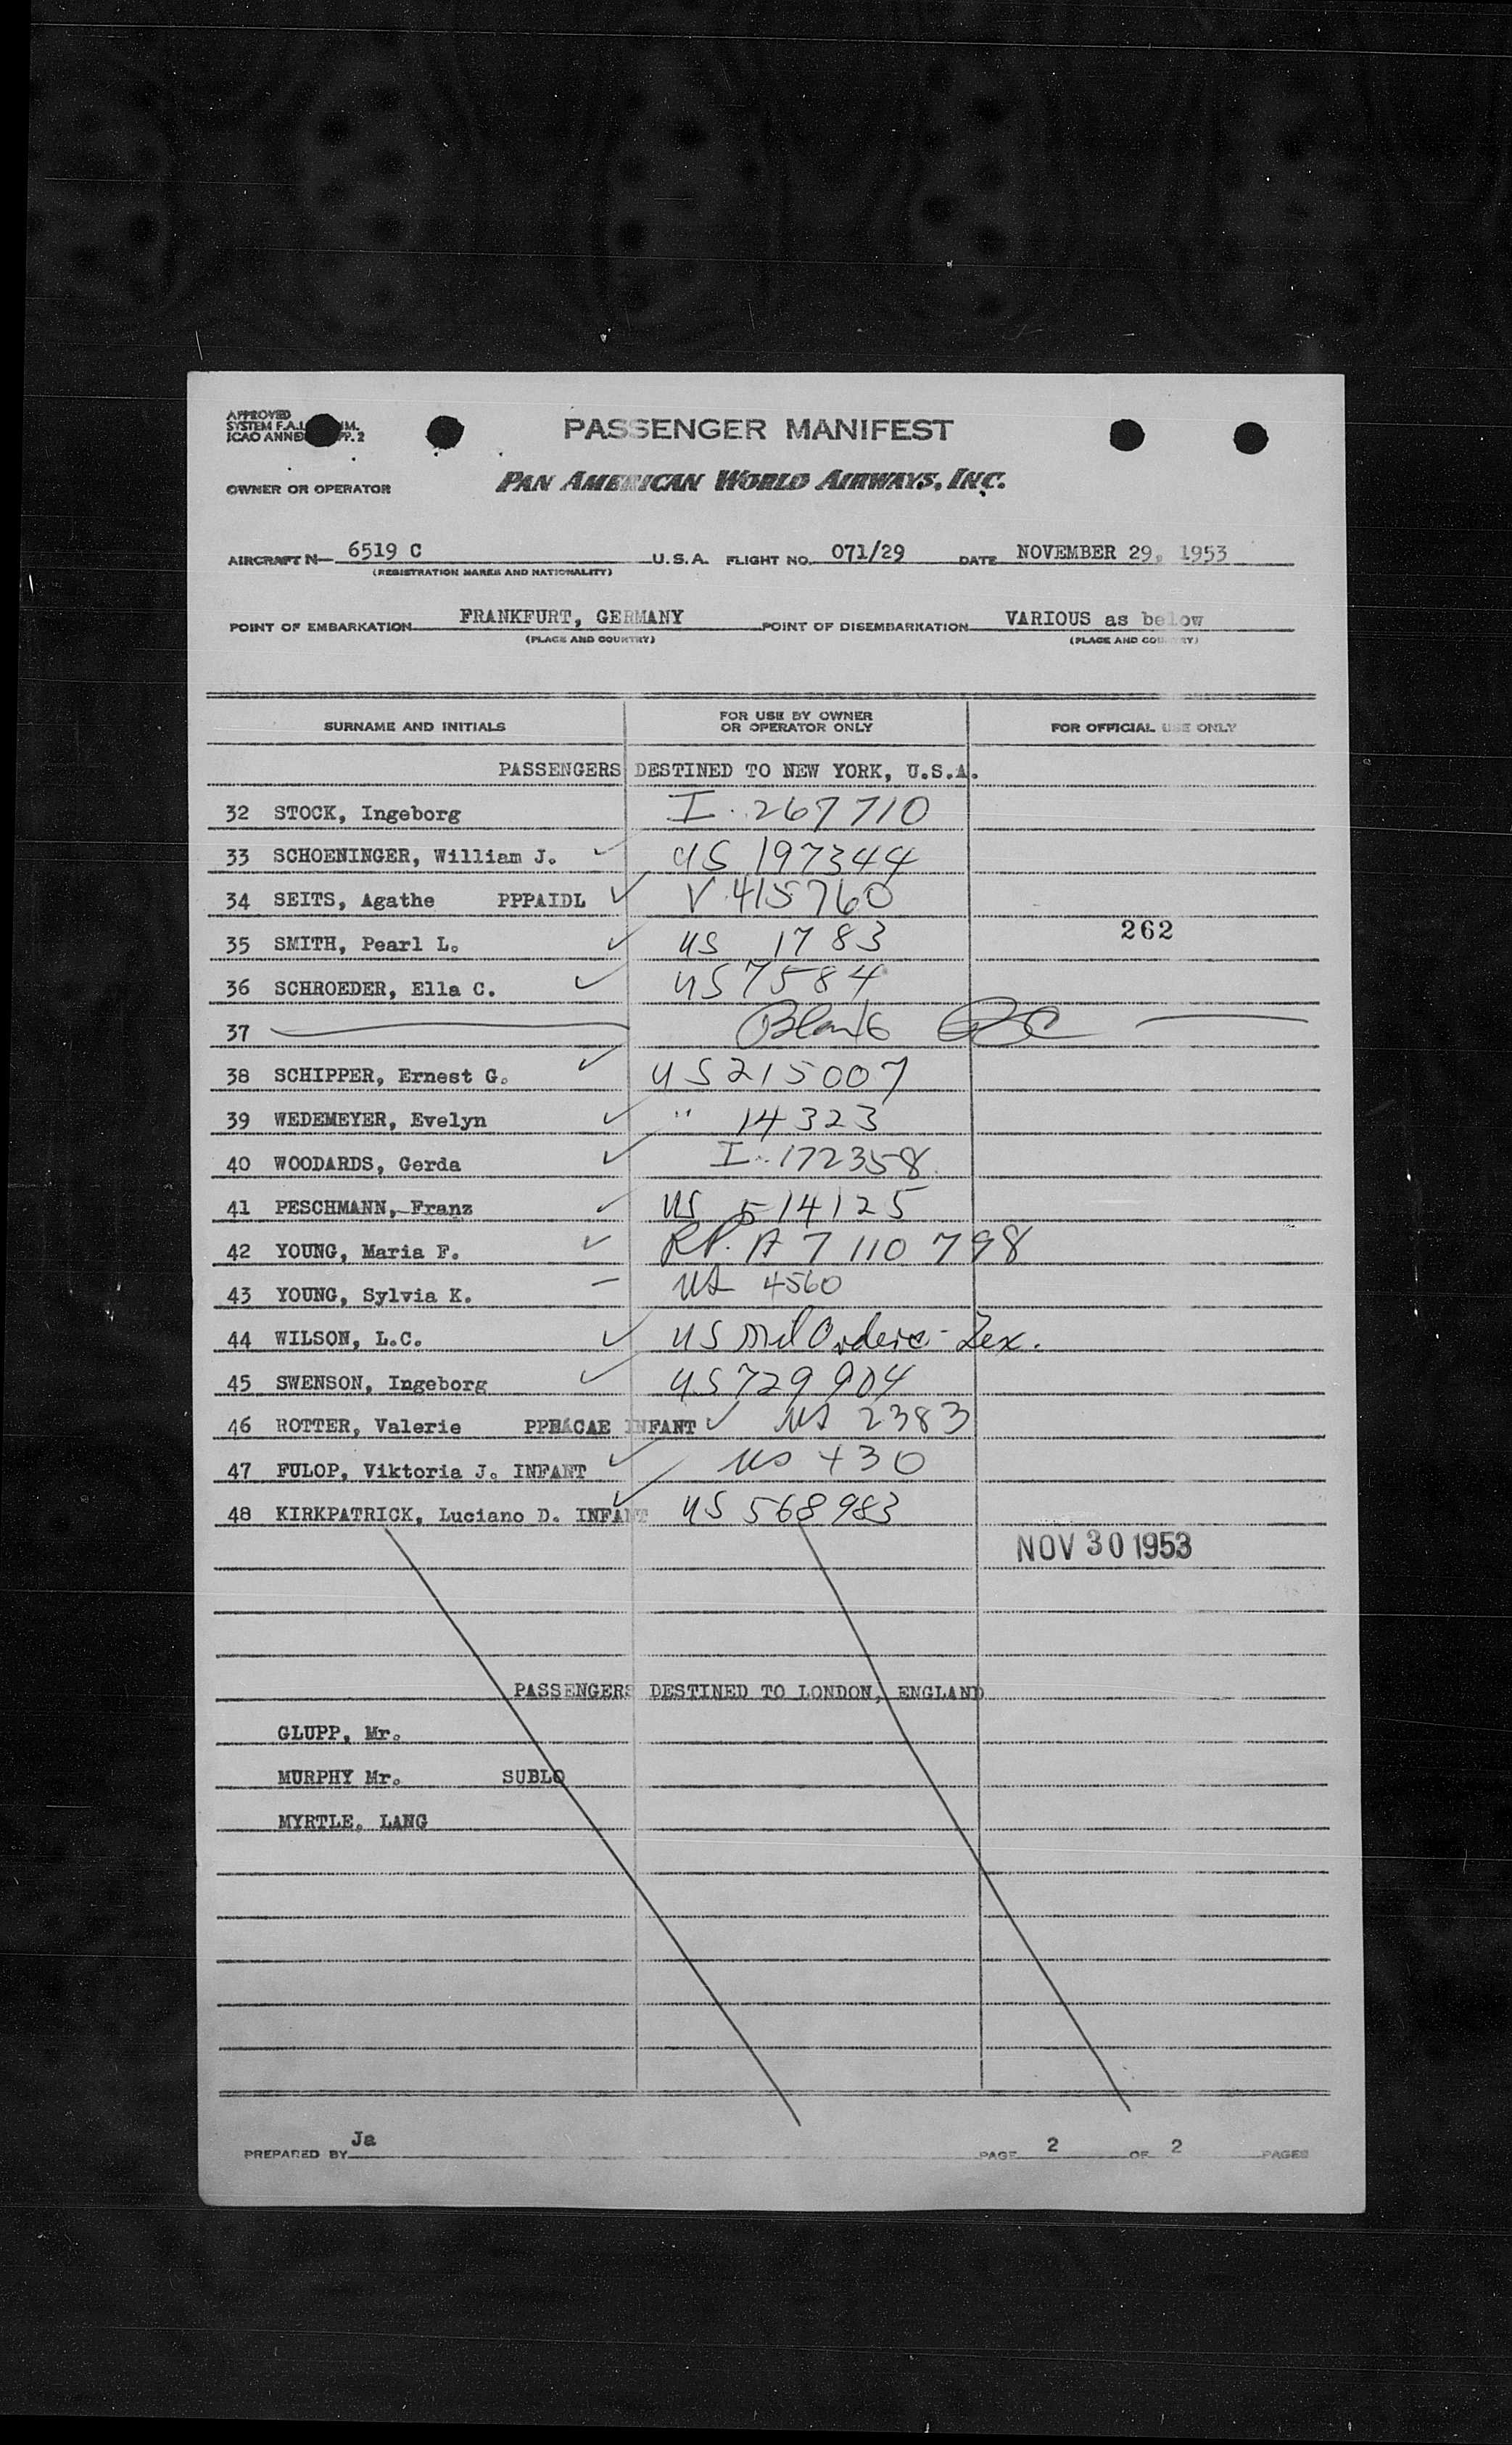 APPROVED
SYSTEM F.A.L. M.
ICAO ANNE PP. 2
PASSENGER MANIFEST
OWNER OR OPERATOR PAN AMERICAN WORLD AIRWAYS, INC.
AIRCRAFT N 6519 C U.S.A. FLIGHT NO. 071/29 DATE NOVEMBER 29, 1953
(REGISTRATION MARKS AND NATIONALITY)
POINT OF EMBARKATION FRANKFURT, GERMANY POINT OF DISEMBARKATION VARIOUS as below
(PLACE AND COUNTRY) (PLACE AND COUNTRY)
SURNAME AND INITIALS FOR USE BY OWNER OR OPERATOR ONLY FOR OFFICIAL USE ONLY
PASSENGERS DESTINED TO NEW YORK, U.S.A.
32 STOCK, Ingeborg I 267710
33 SCHOENINGER, William J. ✓ US 197344
34 SEITS, Agathe PPPAIDL ✓ V 415760
262
35 SMITH, Pearl L. ✓ US 1783
36 SCHROEDER, Ella C. ✓ US 7584
37 Blank
38 SCHIPPER, Ernest G. ✓ US 215007
39 WEDEMEYER, Evelyn ✓ " 14323
40 WOODARDS, Gerda ✓ I 172358
41 PESCHMANN, Franz ✓ US 514125
42 YOUNG, Maria F. ✓ RP. A 7 110 798
43 YOUNG, Sylvia K. – US 4560
44 WILSON, L.C. ✓ US Mil Orders -
45 SWENSON, Ingeborg ✓ US 729904
46 ROTTER, Valerie PPHACAE INFANT ✓ US 2383
47 FULOP, Viktoria J. INFANT ✓ US 430
48 KIRKPATRICK, Luciano D. INFANT ✓ US 568983
NOV 30 1953
PASSENGERS DESTINED TO LONDON, ENGLAND
GLUPP, Mr.
MURPHY Mr. SUBLO
MYRTLE, LANG
PREPARED BY Ja PAGE 2 OF 2 PAGES